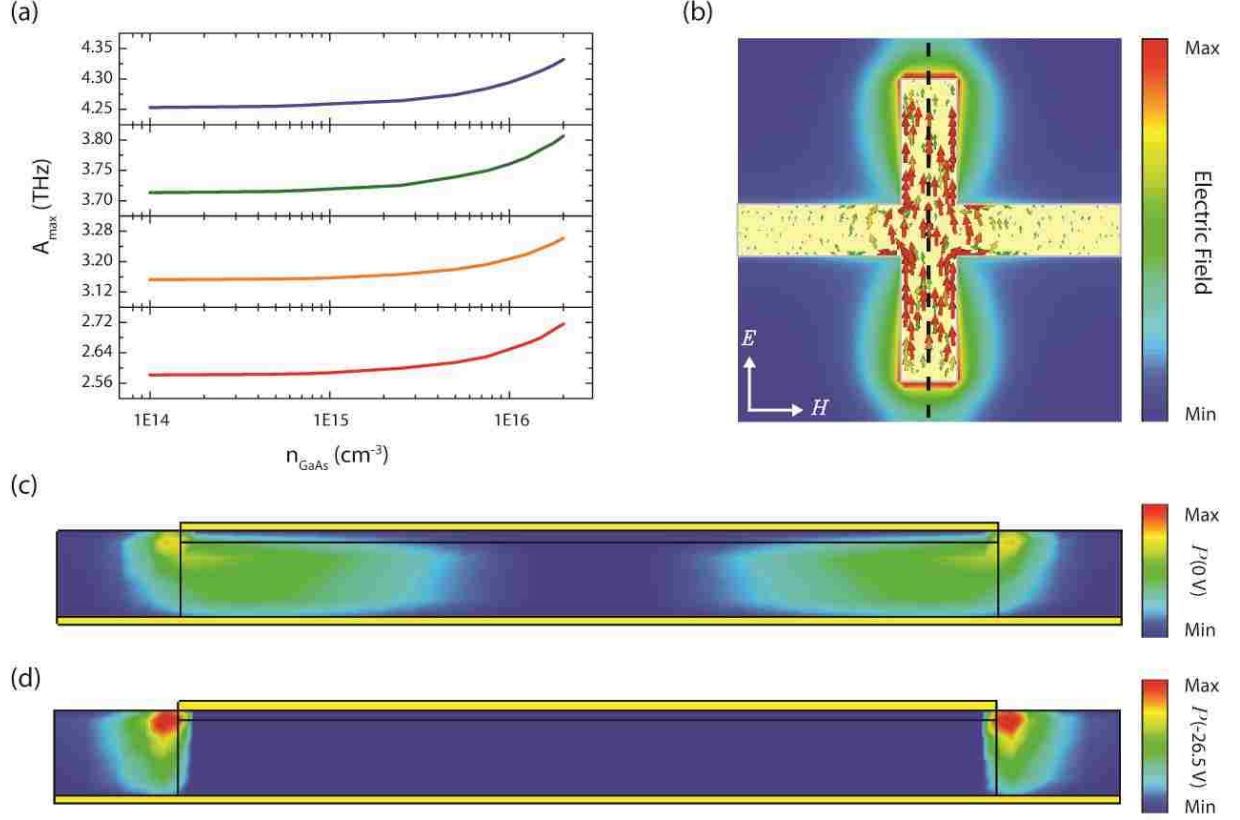 (a)
4.35
4.30
4.25
3.80
3.75
3.70
3.28
3.20
3.12
2.72
2.64
2.56
A_max (THz)
1E14 1E15 1E16
n_GaAs (cm⁻³)
(b)
E
H
Max
Electric Field
Min
(c)
Max
P(0 V)
Min
(d)
Max
P(-26.5 V)
Min